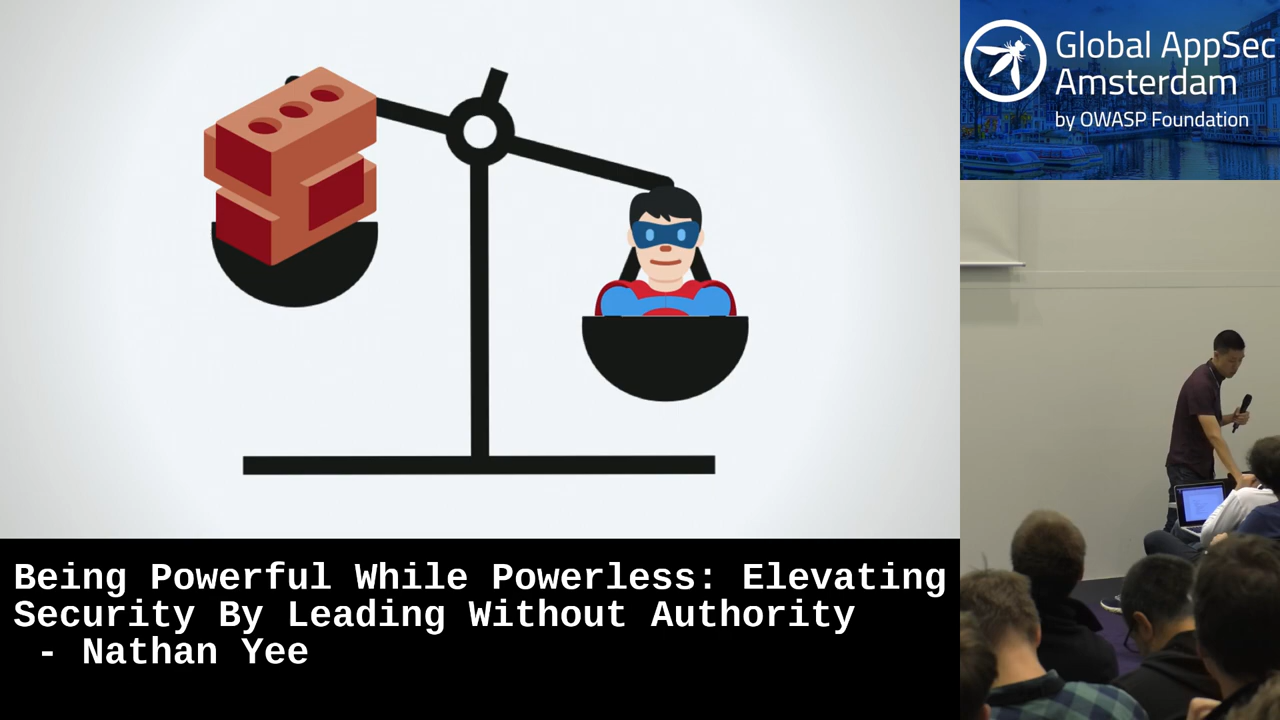 Global AppSec
Amsterdam
by OWASP Foundation
Being Powerful While Powerless: Elevating
Security By Leading Without Authority
- Nathan Yee